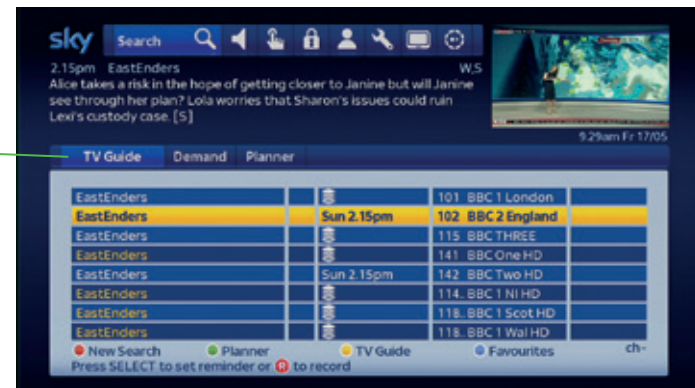 sky Search
2.15pm EastEnders W,S
Alice takes a risk in the hope of getting closer to Janine but will Janine
see through her plan? Lola worries that Sharon's issues could ruin
Lexi's custody case. [S]
9.29am Fr 17/05
TV Guide Demand Planner
EastEnders 101 BBC 1 London
EastEnders Sun 2.15pm 102 BBC 2 England
EastEnders 115 BBC THREE
EastEnders 141 BBC One HD
EastEnders Sun 2.15pm 142 BBC Two HD
EastEnders 114.. BBC 1 NI HD
EastEnders 118.. BBC 1 Scot HD
EastEnders 118.. BBC 1 Wal HD
New Search Planner TV Guide Favourites ch-
Press SELECT to set reminder or R to record